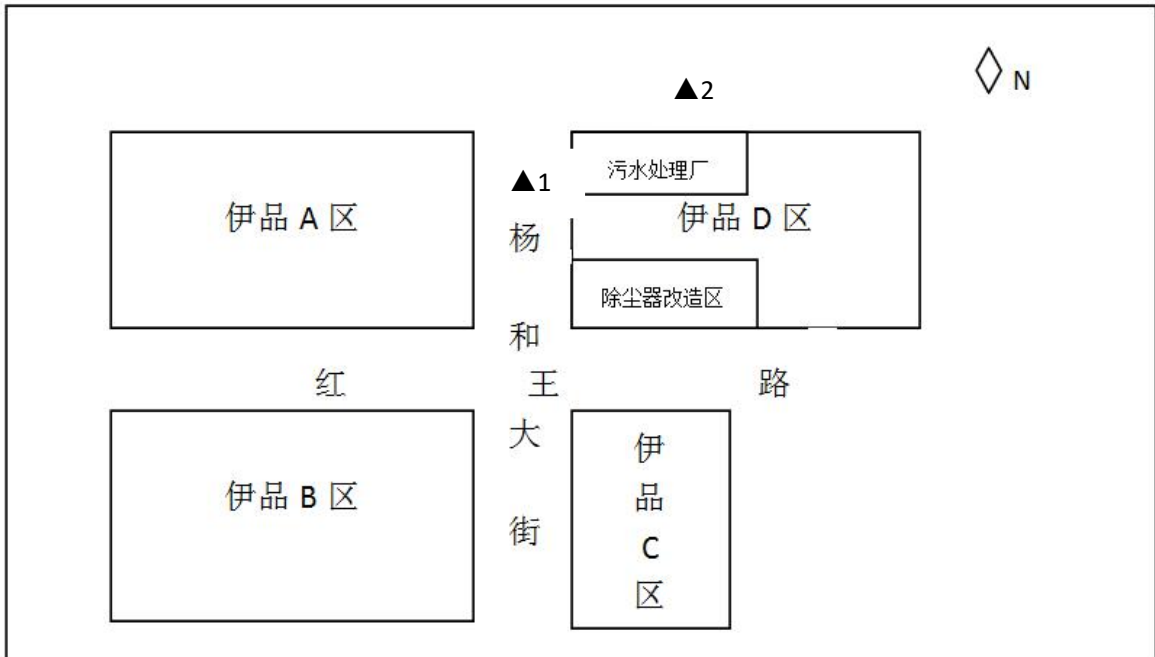 N
▲2
▲1
污水处理厂
伊品 A 区
伊品 D 区
杨和大街
除尘器改造区
红王路
伊品 B 区
伊品 C 区